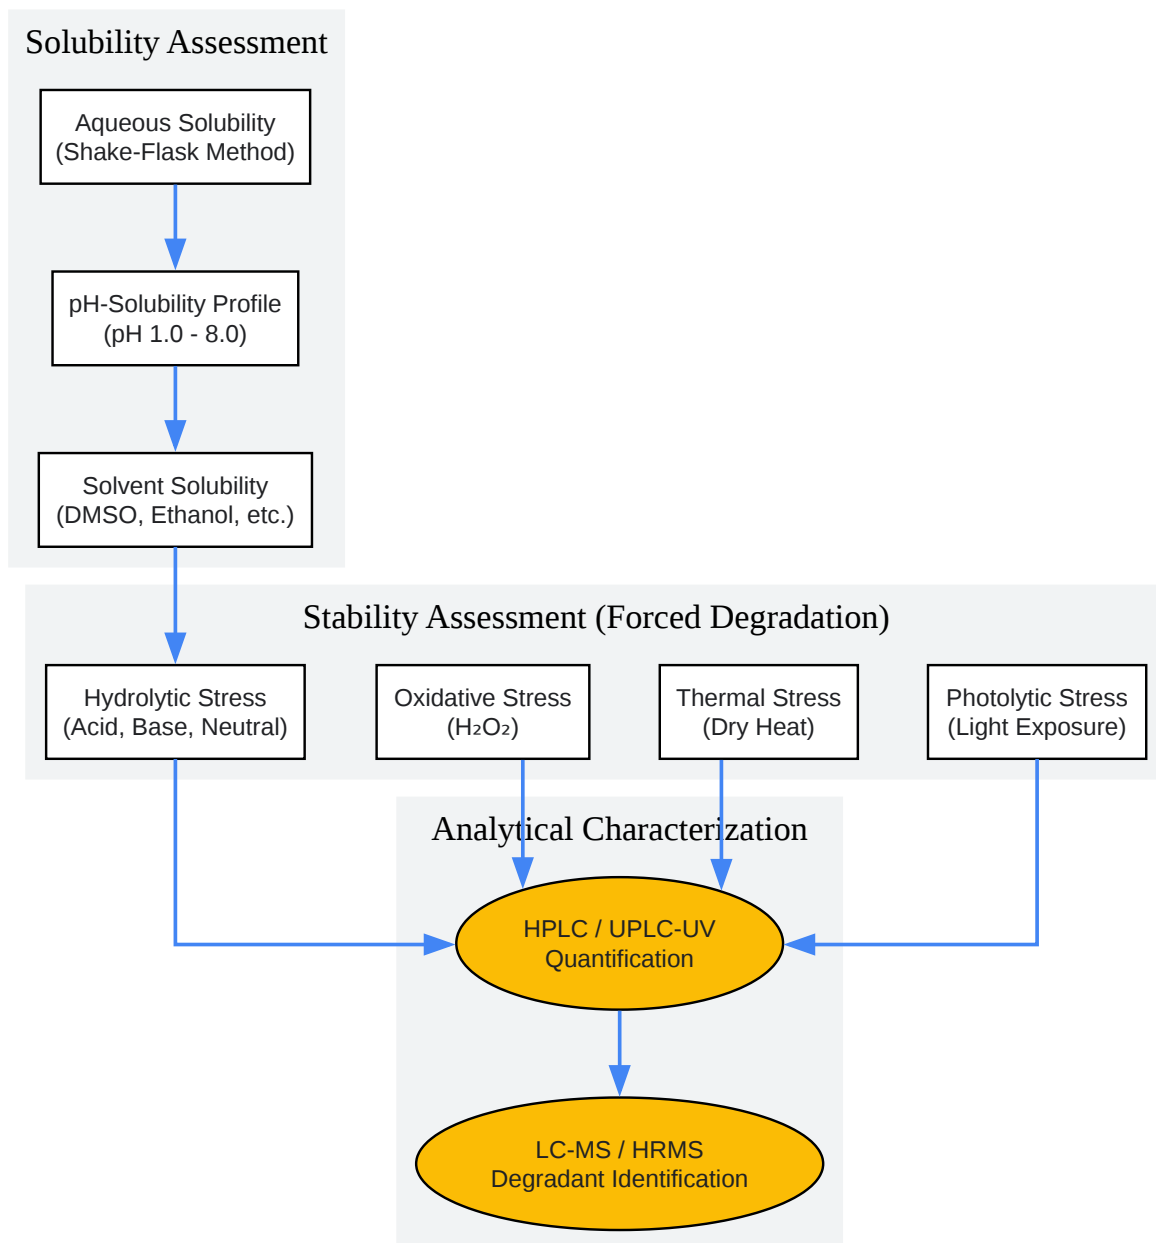 Solubility Assessment
Aqueous Solubility
(Shake-Flask Method)
pH-Solubility Profile
(pH 1.0 - 8.0)
Solvent Solubility
(DMSO, Ethanol, etc.)
Stability Assessment (Forced Degradation)
Hydrolytic Stress
(Acid, Base, Neutral)
Oxidative Stress
(H₂O₂)
Thermal Stress
(Dry Heat)
Photolytic Stress
(Light Exposure)
Analytical Characterization
HPLC / UPLC-UV
Quantification
LC-MS / HRMS
Degradant Identification